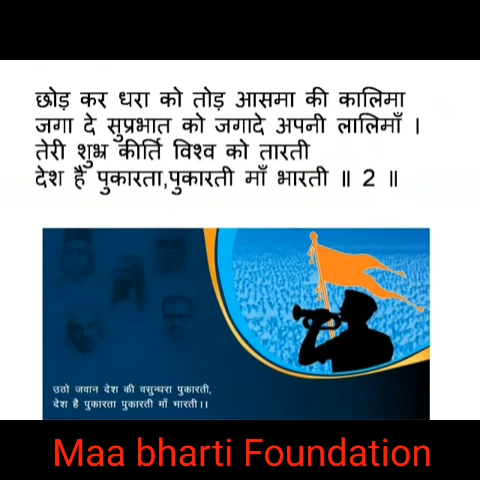 छोड़ कर धरा को तोड़ आसमा की कालिमा
जगा दे सुप्रभात को जगादे अपनी लालिमाँ ।
तेरी शुभ्र कीर्ति विश्व को तारती
देश है पुकारता,पुकारती माँ भारती ॥ 2 ॥
उठो जवान देश की वसुन्धरा पुकारती,
देश है पुकारता पुकारती माँ भारती।।
Maa bharti Foundation